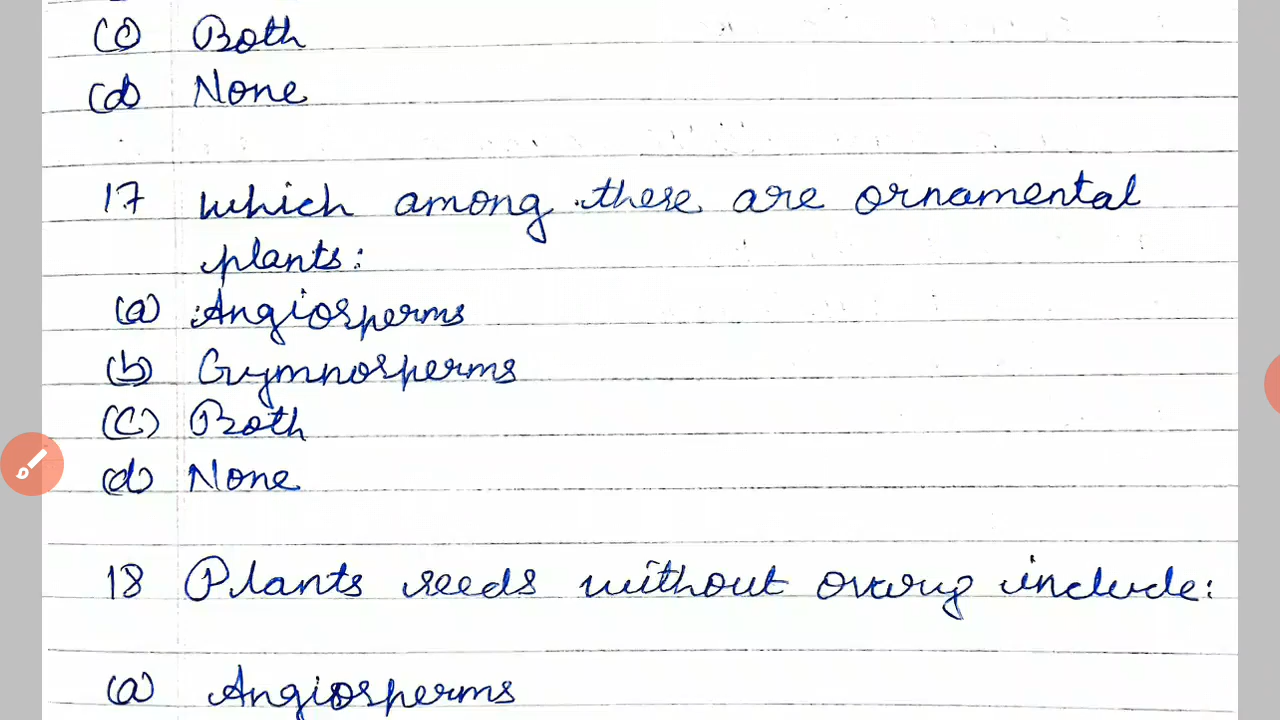 (c) Both
(d) None
17 which among these are ornamental
plants:
(a) Angiosperms
(b) Gymnosperms
(c) Both
(d) None
18 Plants seeds without ovary include:
(a) Angiosperms